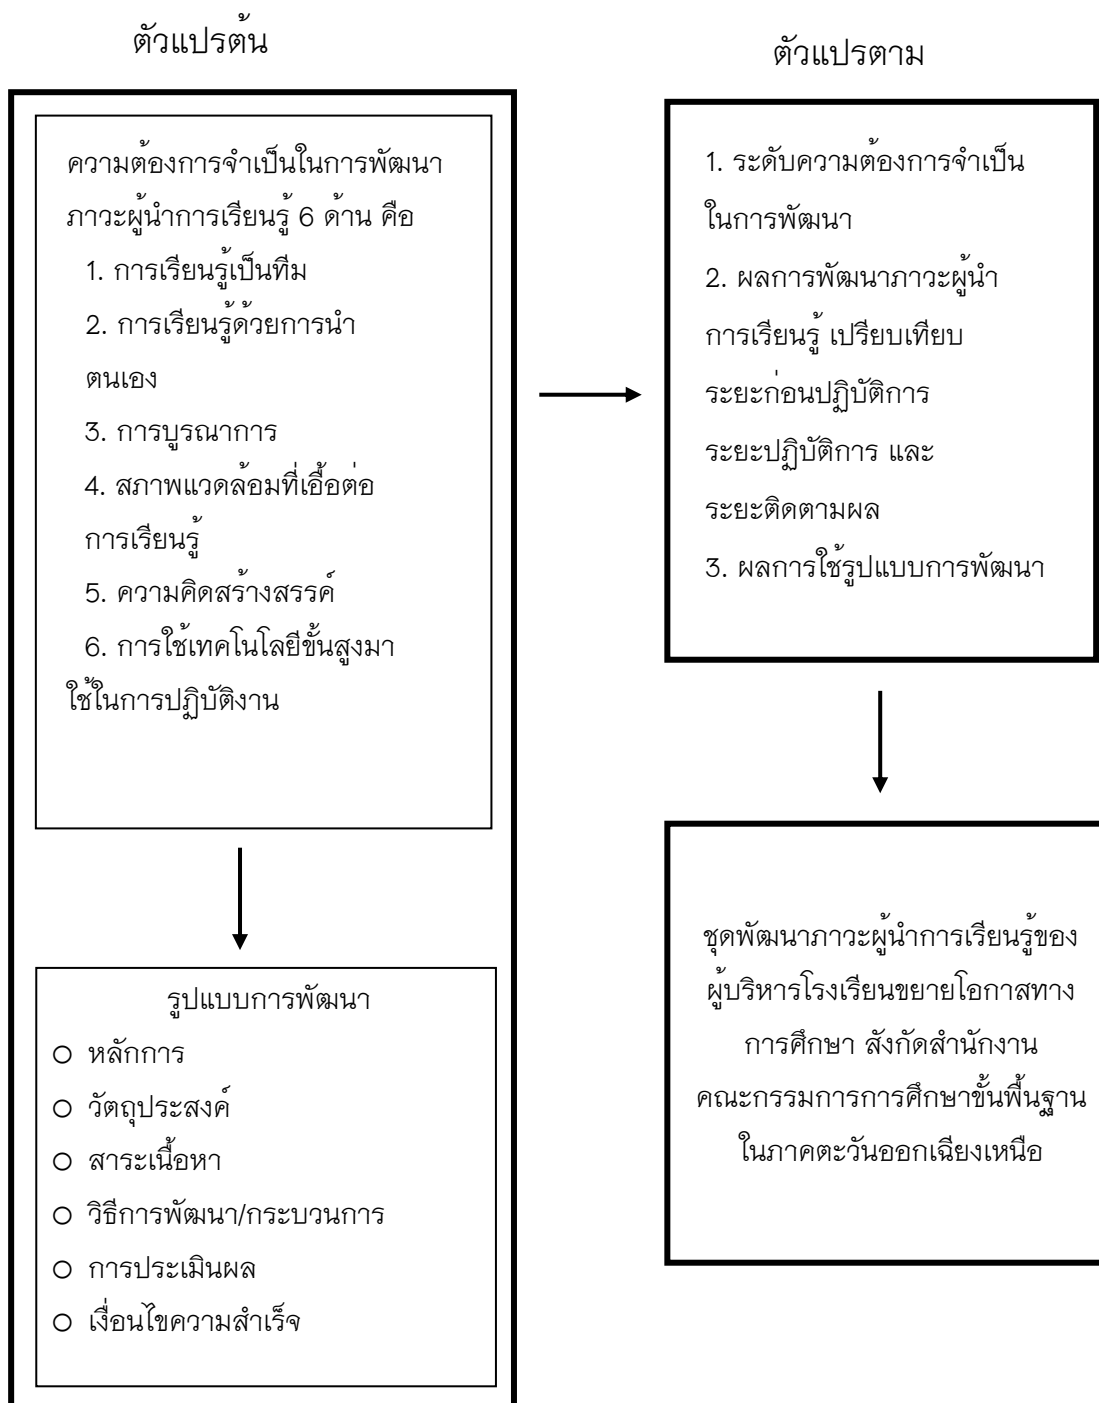 ตัวแปรต้น
ความต้องการจำเป็นในการพัฒนา
ภาวะผู้นำการเรียนรู้ 6 ด้าน คือ
1. การเรียนรู้เป็นทีม
2. การเรียนรู้ด้วยการนำ
ตนเอง
3. การบูรณาการ
4. สภาพแวดล้อมที่เอื้อต่อ
การเรียนรู้
5. ความคิดสร้างสรรค์
6. การใช้เทคโนโลยีขั้นสูงมา
ใช้ในการปฏิบัติงาน
รูปแบบการพัฒนา
หลักการ
วัตถุประสงค์
สาระเนื้อหา
วิธีการพัฒนา/กระบวนการ
การประเมินผล
เงื่อนไขความสำเร็จ
ตัวแปรตาม
1. ระดับความต้องการจำเป็น
ในการพัฒนา
2. ผลการพัฒนาภาวะผู้นำ
การเรียนรู้ เปรียบเทียบ
ระยะก่อนปฏิบัติการ
ระยะปฏิบัติการ และ
ระยะติดตามผล
3. ผลการใช้รูปแบบการพัฒนา
ชุดพัฒนาภาวะผู้นำการเรียนรู้ของ
ผู้บริหารโรงเรียนขยายโอกาสทาง
การศึกษา สังกัดสำนักงาน
คณะกรรมการการศึกษาขั้นพื้นฐาน
ในภาคตะวันออกเฉียงเหนือ